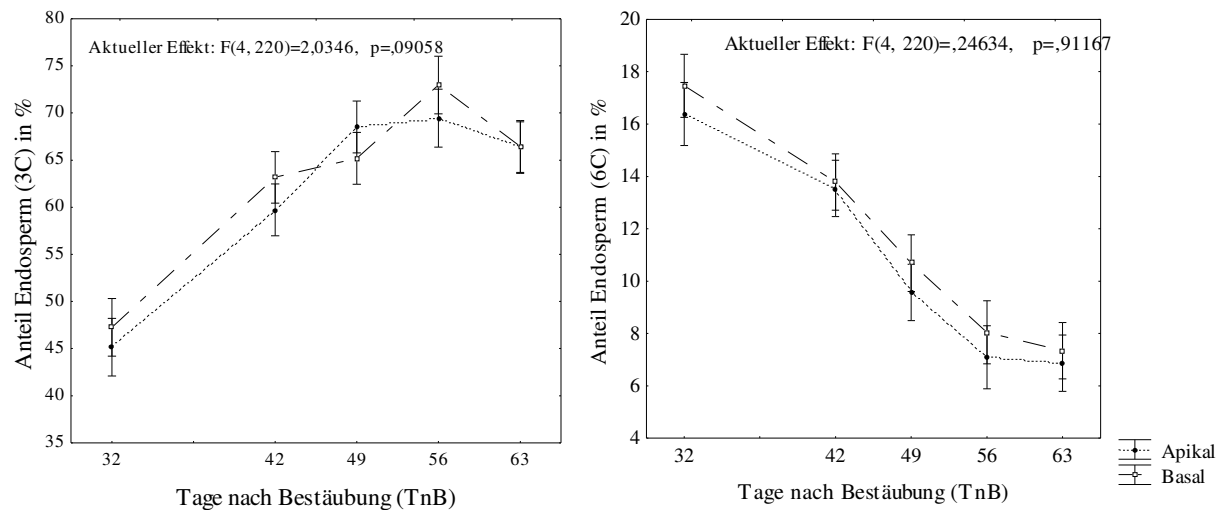 80
75
70
65
60
55
50
45
40
35
Anteil Endosperm (3C) in %
Aktueller Effekt: F(4, 220)=2,0346, p=,09058
32 42 49 56 63
Tage nach Bestäubung (TnB)
20
18
16
14
12
10
8
6
4
Anteil Endosperm (6C) in %
Aktueller Effekt: F(4, 220)=,24634, p=,91167
32 42 49 56 63
Tage nach Bestäubung (TnB)
Apikal
Basal